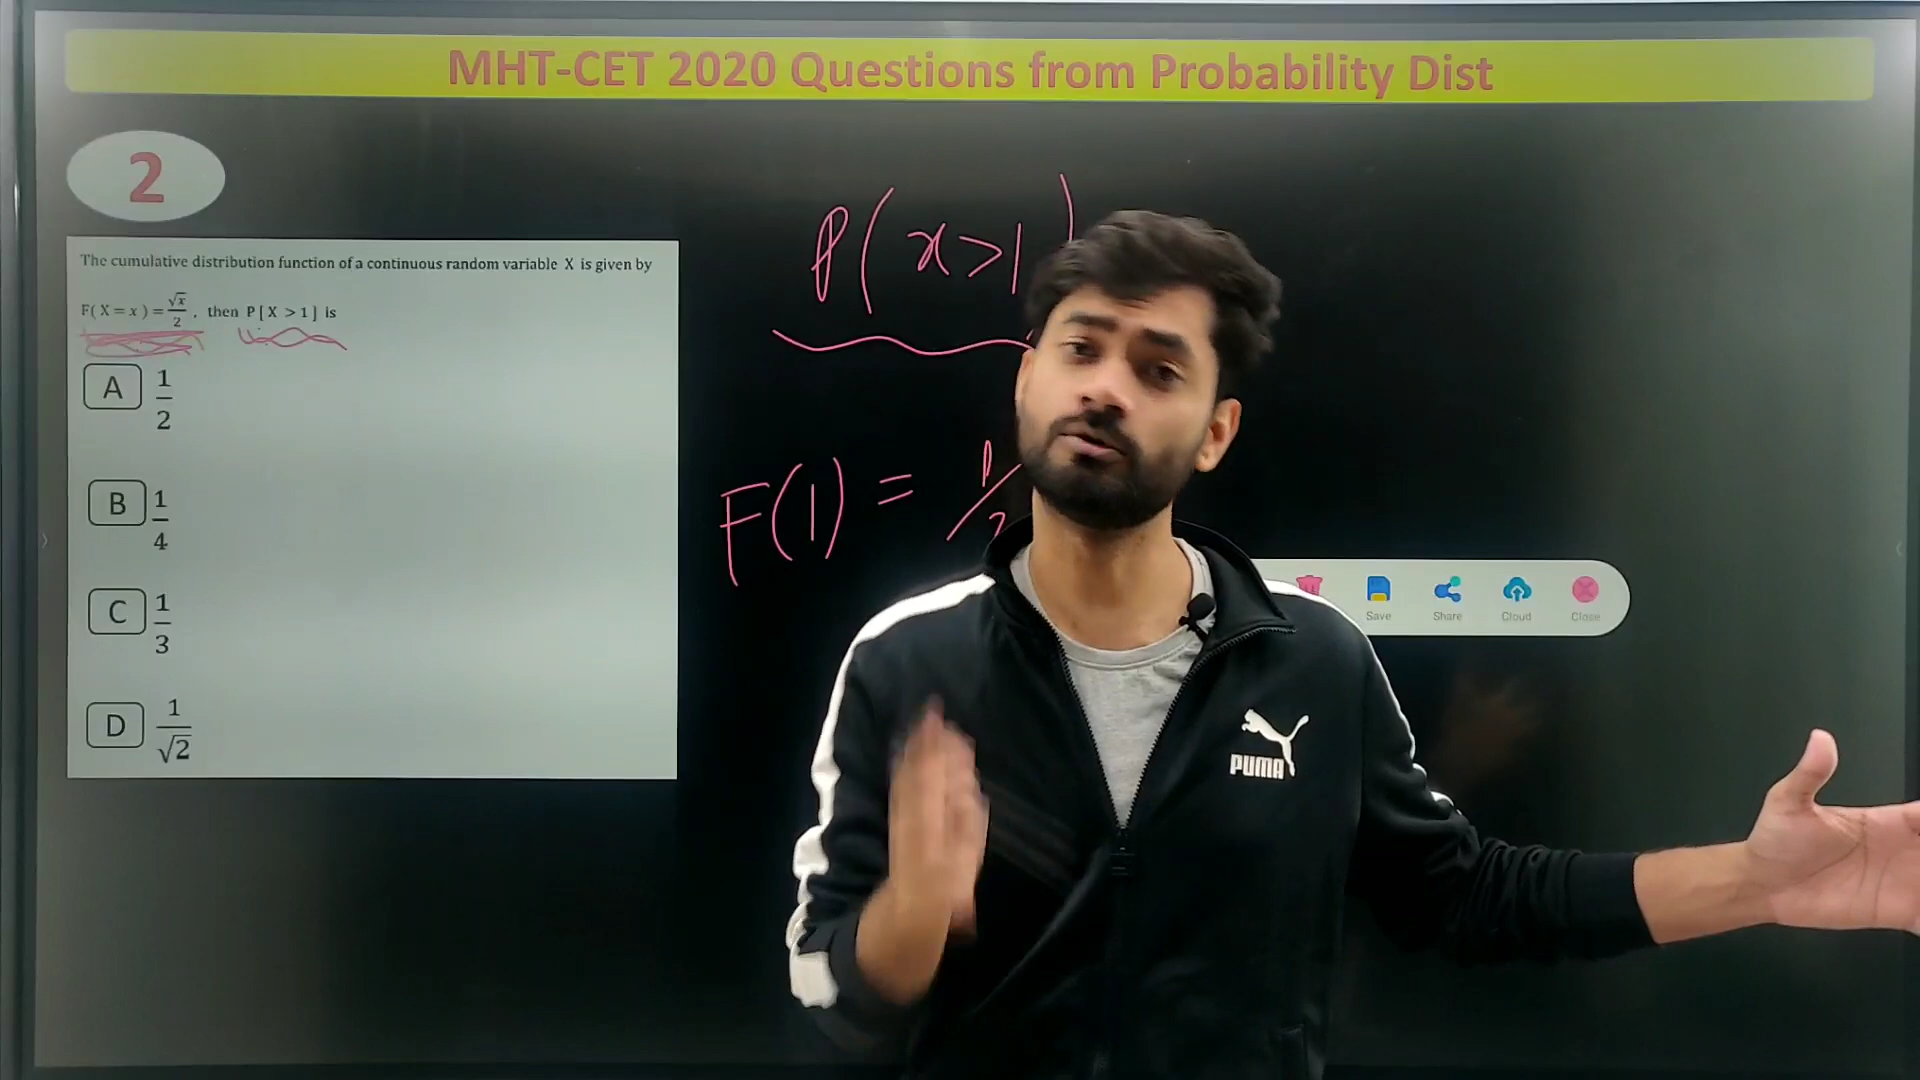 MHT-CET 2020 Questions from Probability Dist
2
The cumulative distribution function of a continuous random variable X is given by
F( X = x ) = √x/2 , then P [ X > 1 ] is
A 1/2
B 1/4
C 1/3
D 1/√2
P(x>1)
F(1) = 1/2
Save Share Cloud Close
PUMA